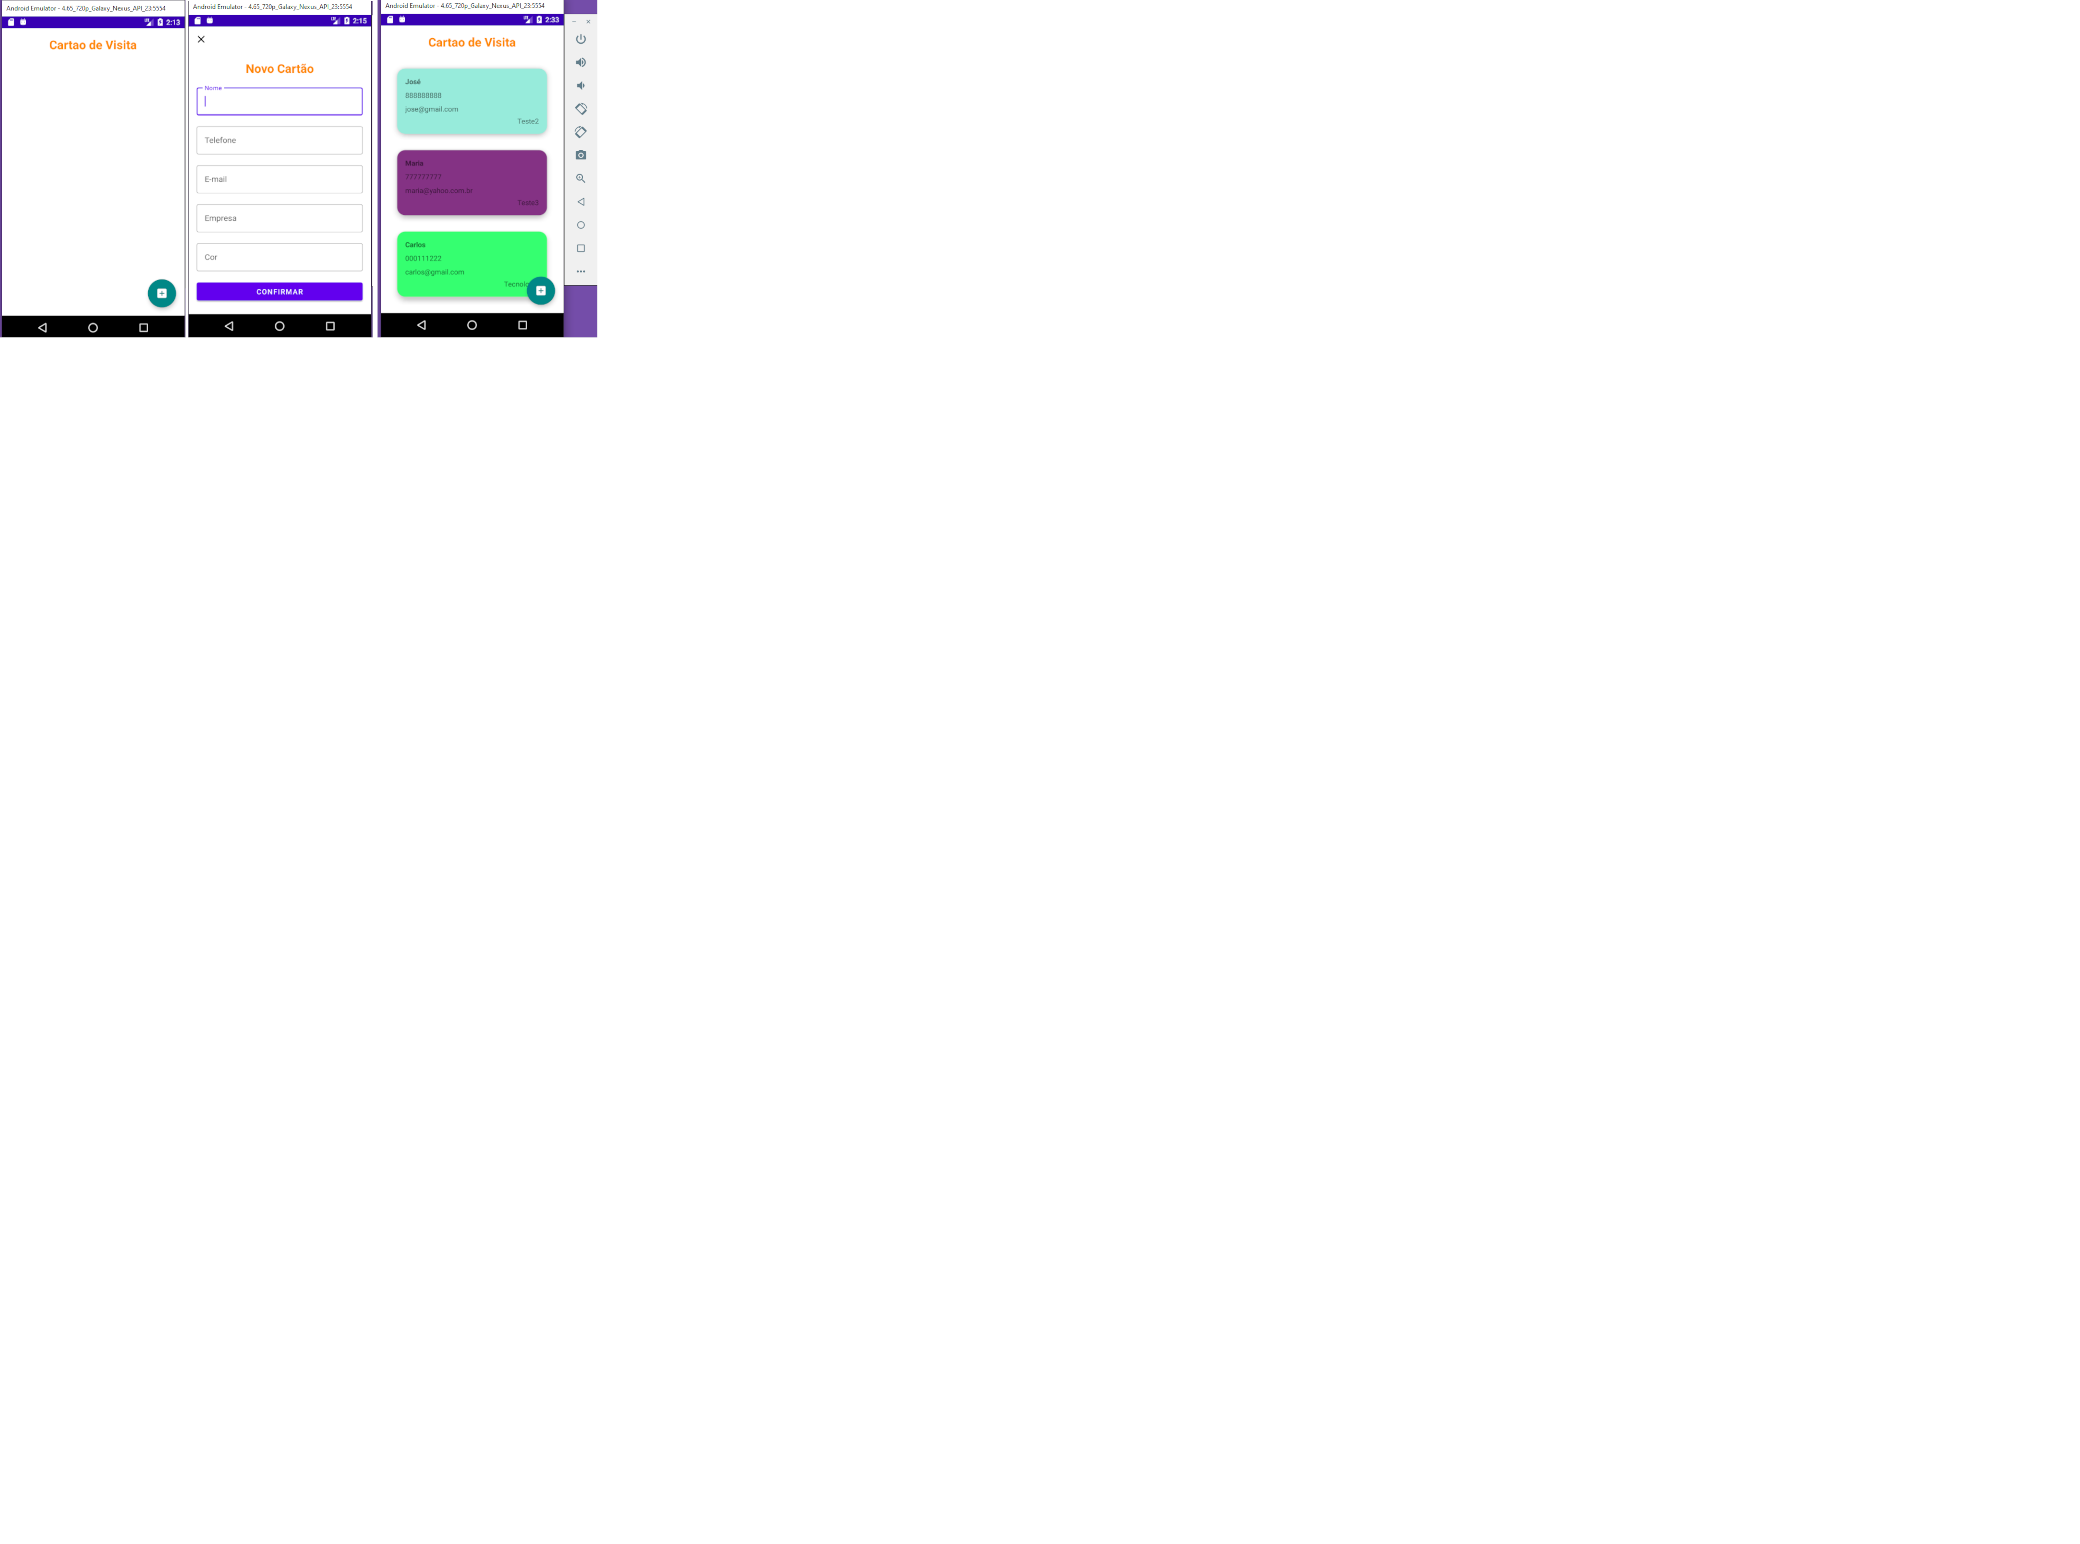 Android Emulator - 4.65_720p_Galaxy_Nexus_API_23:5554
2:13
Cartao de Visita
Android Emulator - 4.65_720p_Galaxy_Nexus_API_23:5554
2:15
Novo Cartão
Nome
Telefone
E-mail
Empresa
Cor
CONFIRMAR
Android Emulator - 4.65_720p_Galaxy_Nexus_API_23:5554
2:33
Cartao de Visita
José
888888888
jose@gmail.com
Teste2
Maria
777777777
maria@yahoo.com.br
Teste3
Carlos
000111222
carlos@gmail.com